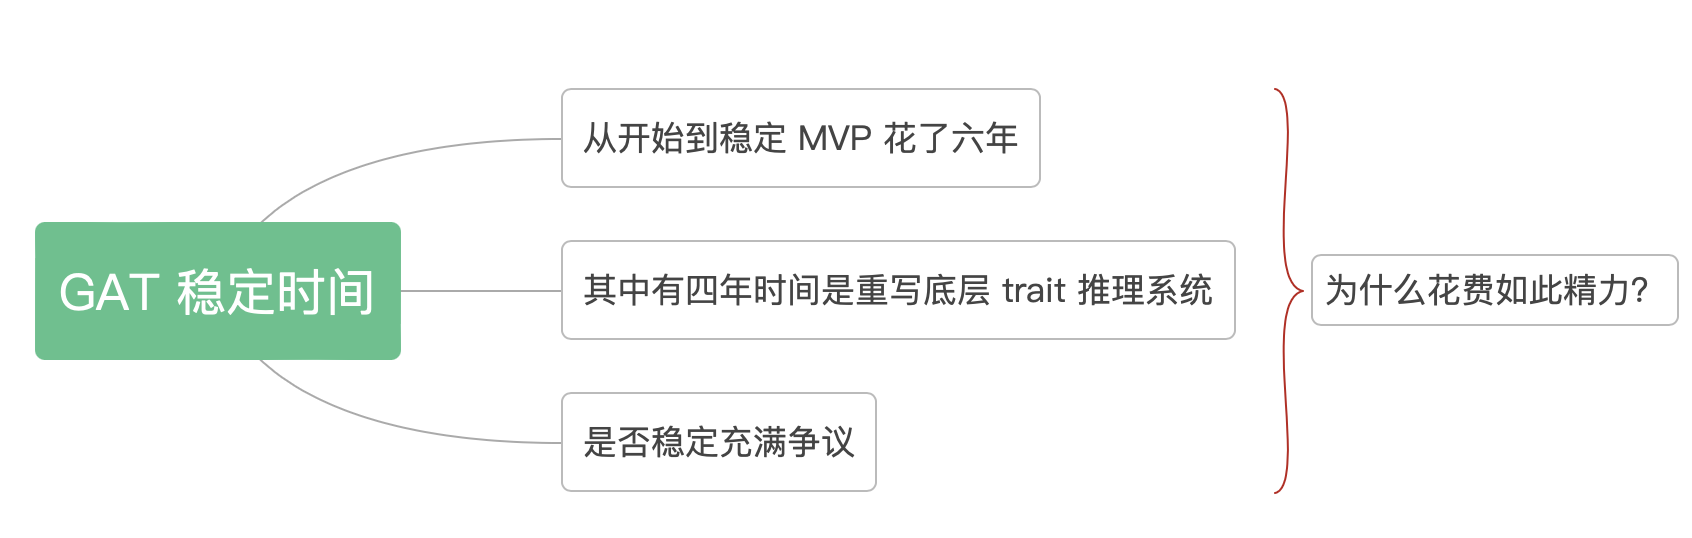 GAT 稳定时间
从开始到稳定 MVP 花了六年
其中有四年时间是重写底层 trait 推理系统
是否稳定充满争议
为什么花费如此精力?